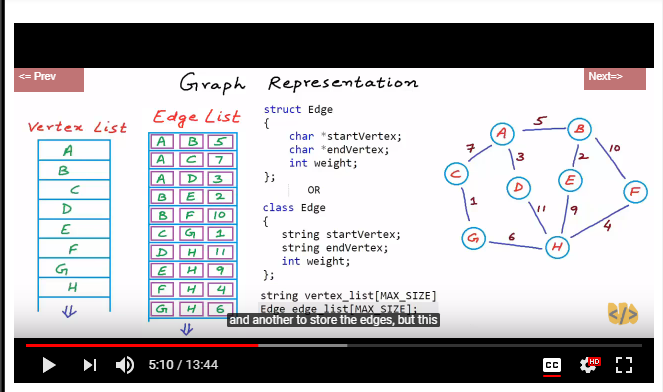 <= Prev
Graph Representation
Next=>
Vertex List
A
B
C
D
E
F
G
H
Edge List
A B 5
A C 7
A D 3
B E 2
B F 10
C G 1
D H 11
E H 9
F H 4
G H 6
struct Edge
{
char *startVertex;
char *endVertex;
int weight;
};
OR
class Edge
{
string startVertex;
string endVertex;
int weight;
};
string vertex_list[MAX_SIZE]
Edge edge_list[MAX_SIZE];
A 5 B
7 3 2 10
C D E F
1 11 9 4
G 6 H
</>
and another to store the edges, but this
5:10 / 13:44
CC
HD